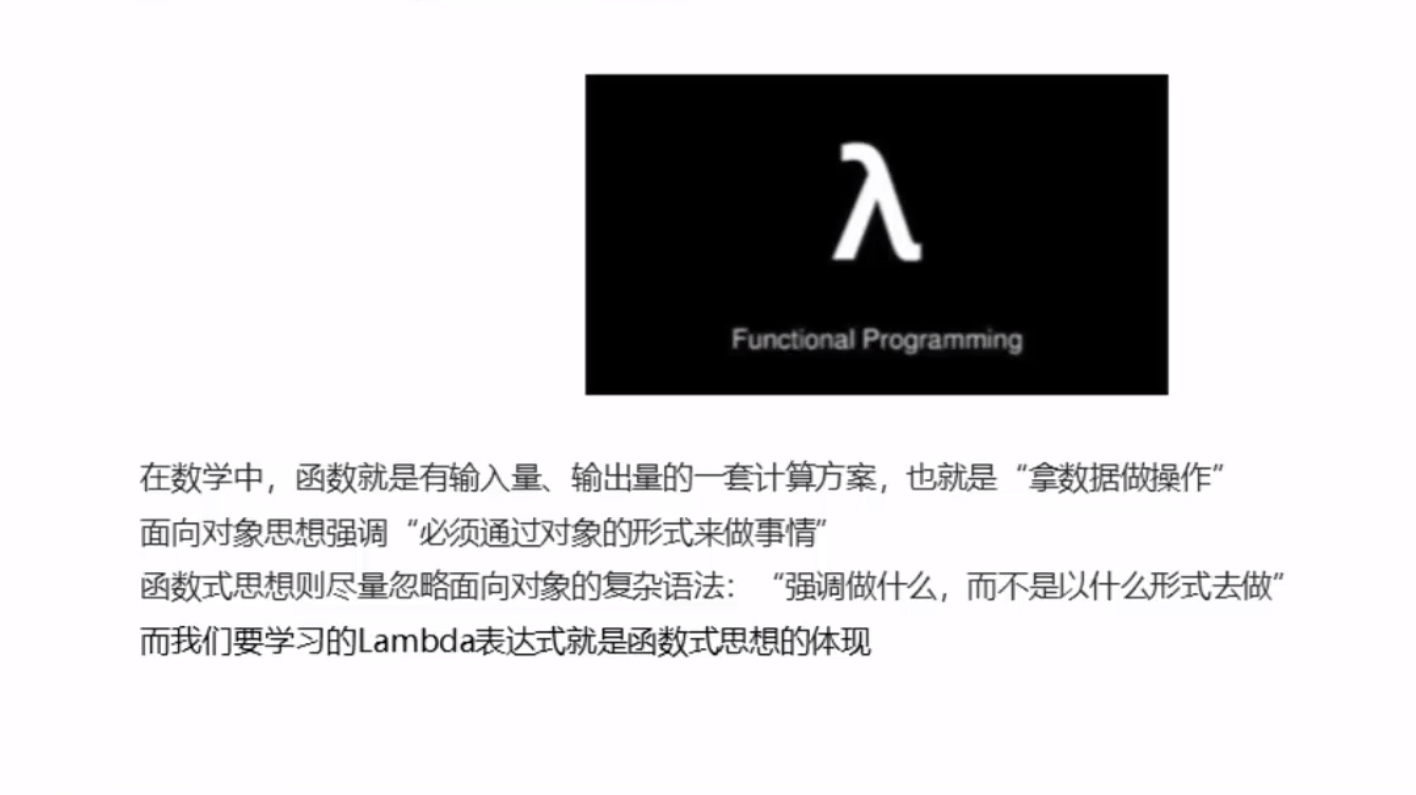 λ
Functional Programming
在数学中，函数就是有输入量、输出量的一套计算方案，也就是“拿数据做操作”
面向对象思想强调“必须通过对象的形式来做事情”
函数式思想则尽量忽略面向对象的复杂语法：“强调做什么，而不是以什么形式去做”
而我们要学习的Lambda表达式就是函数式思想的体现